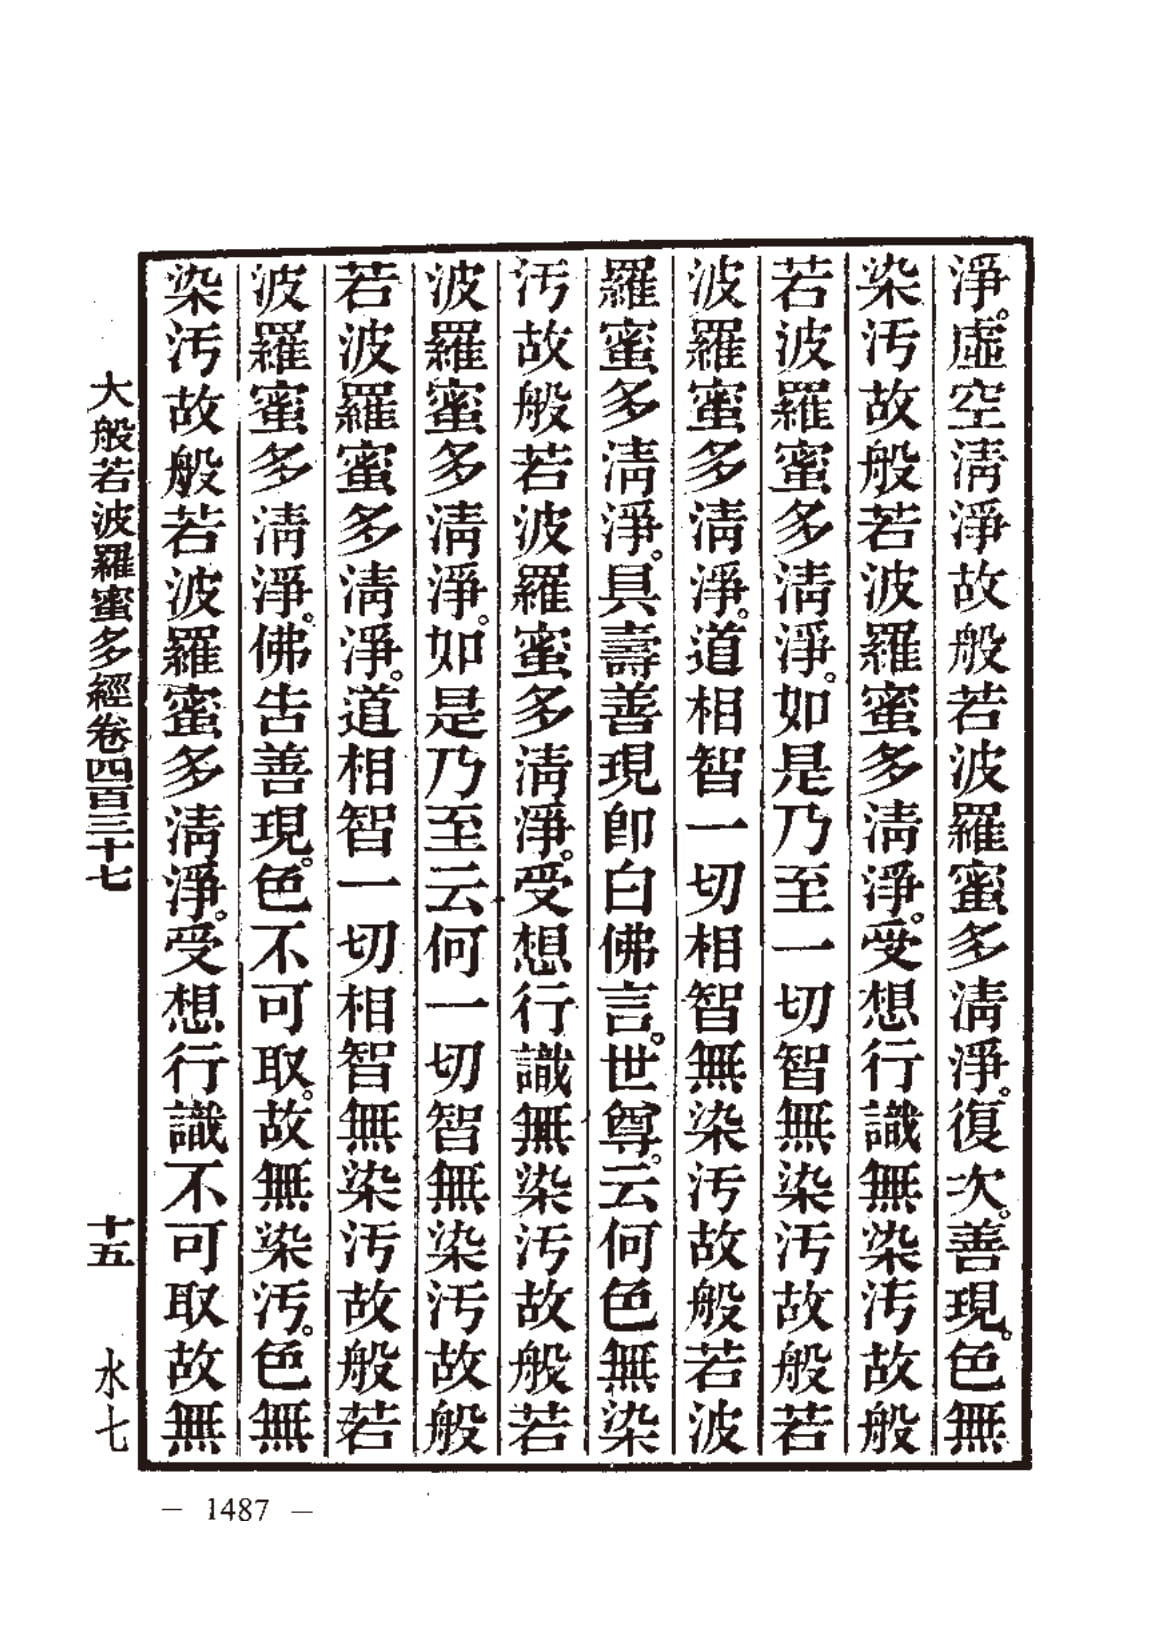 淨。虛空清淨故般若波羅蜜多清淨。復次。善現。色無
染汚故般若波羅蜜多清淨。受想行識無染汚故般
若波羅蜜多清淨。如是乃至一切智無染汚故般若
波羅蜜多清淨。道相智一切相智無染汚故般若波
羅蜜多清淨。具壽善現卽白佛言。世尊。云何色無染
汚故般若波羅蜜多清淨。受想行識無染汚故般若
波羅蜜多清淨。如是乃至云何一切智無染汚故般
若波羅蜜多清淨。道相智一切相智無染汚故般若
波羅蜜多清淨。佛告善現。色不可取。故無染汚。色無
染汚故般若波羅蜜多清淨。受想行識不可取故無
大般若波羅蜜多經卷四百三十七 十五 水七
— 1487 —